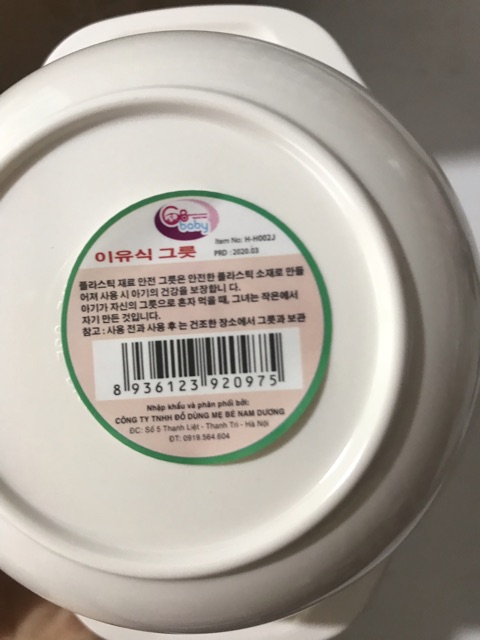 baby
Item No: H-H002J
이유식 그릇
PRD : 2020.03
플라스틱 재료 안전 그릇은 안전한 플라스틱 소재로 만들
어저 사용 시 아기의 건강을 보장합니 다.
아기가 자신의 그릇으로 혼자 먹을 때, 그녀는 작은에서
자기 만든 것입니다.
참고 : 사용 전과 사용 후 는 건조한 장소에서 그릇과 보관
8 936123 920975
Nhập khẩu và phân phối bởi:
CÔNG TY TNHH ĐỒ DÙNG MẸ BÉ NAM DƯƠNG
ĐC: Số 5 Thanh Liệt - Thanh Trì - Hà Nội
ĐT: 0919.564.604